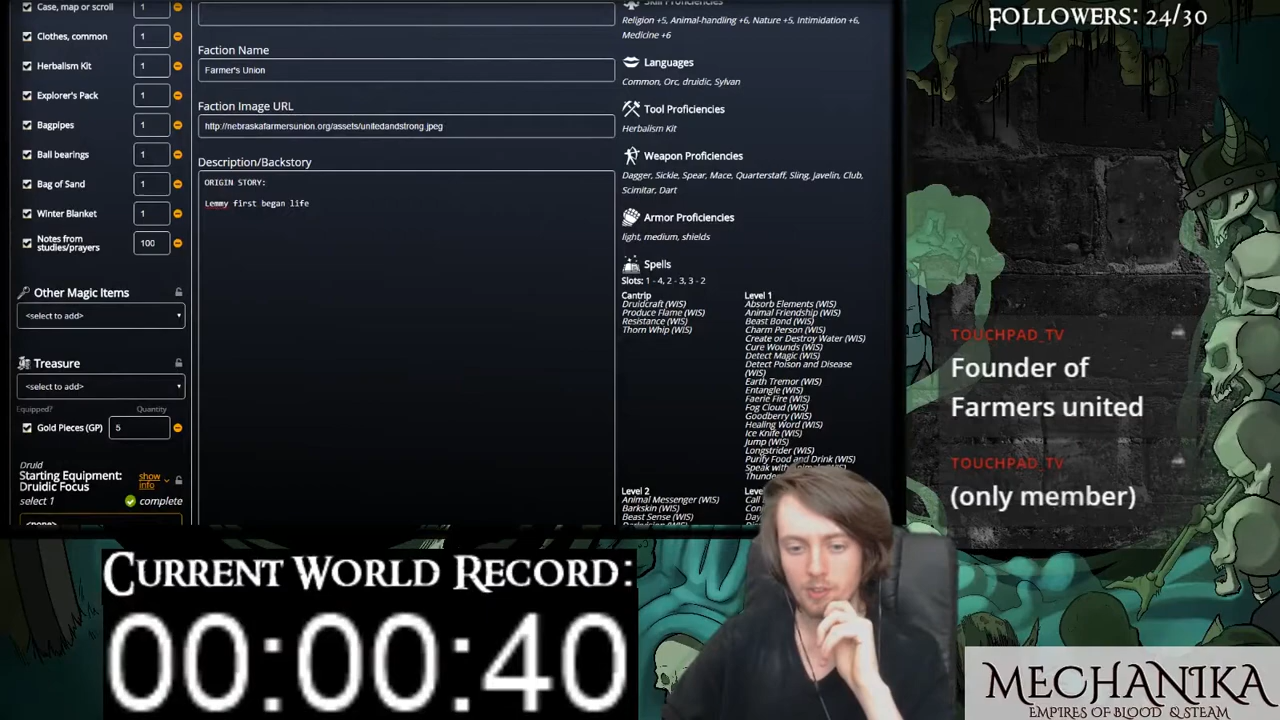 Case, map or scroll 1
Clothes, common 1
Herbalism Kit 1
Explorer's Pack 1
Bagpipes 1
Ball bearings 1
Bag of Sand 1
Winter Blanket 1
Notes from
studies/prayers 100
Other Magic Items
<select to add>
Treasure
<select to add>
Equipped? Quantity
Gold Pieces (GP) 5
Druid
Starting Equipment:
Druidic Focus
show
info
select 1 complete
<none>
Faction Name
Farmer's Union
Faction Image URL
http://nebraskafarmersunion.org/assets/unitedandstrong.jpeg
Description/Backstory
ORIGIN STORY:
Lemmy first began life
Skill Proficiencies
Religion +5, Animal-handling +6, Nature +5, Intimidation +6,
Medicine +6
Languages
Common, Orc, druidic, Sylvan
Tool Proficiencies
Herbalism Kit
Weapon Proficiencies
Dagger, Sickle, Spear, Mace, Quarterstaff, Sling, Javelin, Club,
Scimitar, Dart
Armor Proficiencies
light, medium, shields
Spells
Slots: 1 - 4, 2 - 3, 3 - 2
Cantrip
Druidcraft (WIS)
Produce Flame (WIS)
Resistance (WIS)
Thorn Whip (WIS)
Level 1
Absorb Elements (WIS)
Animal Friendship (WIS)
Beast Bond (WIS)
Charm Person (WIS)
Create or Destroy Water (WIS)
Cure Wounds (WIS)
Detect Magic (WIS)
Detect Poison and Disease
(WIS)
Earth Tremor (WIS)
Entangle (WIS)
Faerie Fire (WIS)
Fog Cloud (WIS)
Goodberry (WIS)
Healing Word (WIS)
Ice Knife (WIS)
Jump (WIS)
Longstrider (WIS)
Purify Food and Drink (WIS)
Speak with
Level 2
Animal Messenger (WIS)
Barkskin (WIS)
Beast Sense (WIS)
FOLLOWERS: 24/30
TOUCHPAD_TV
Founder of
Farmers united
TOUCHPAD_TV
(only member)
CURRENT WORLD RECORD:
00:00:40
MECHANIKA
EMPIRES OF BLOOD & STEAM